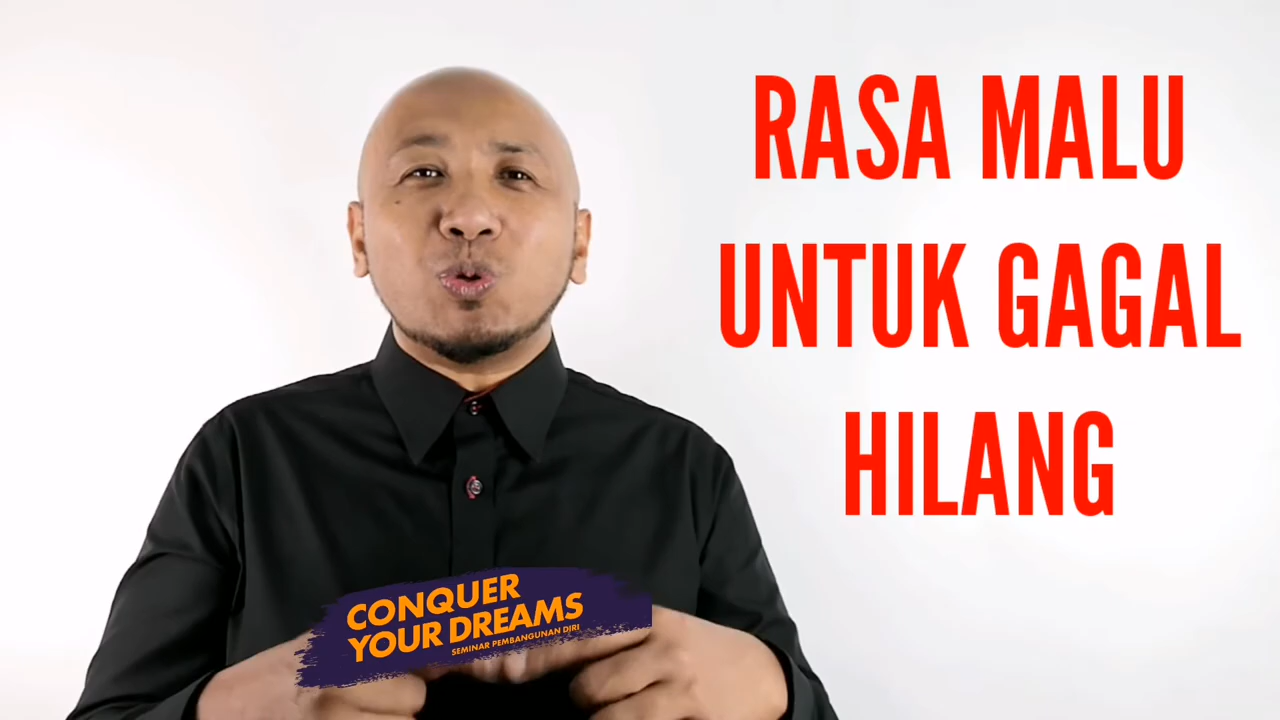 RASA MALU
UNTUK GAGAL
HILANG
CONQUER
YOUR DREAMS
SEMINAR PEMBANGUNAN DIRI